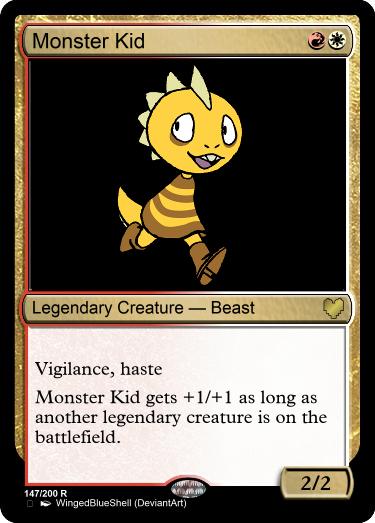 Monster Kid
Legendary Creature — Beast
Vigilance, haste
Monster Kid gets +1/+1 as long as
another legendary creature is on the
battlefield.
2/2
147/200 R
WingedBlueShell (DeviantArt)